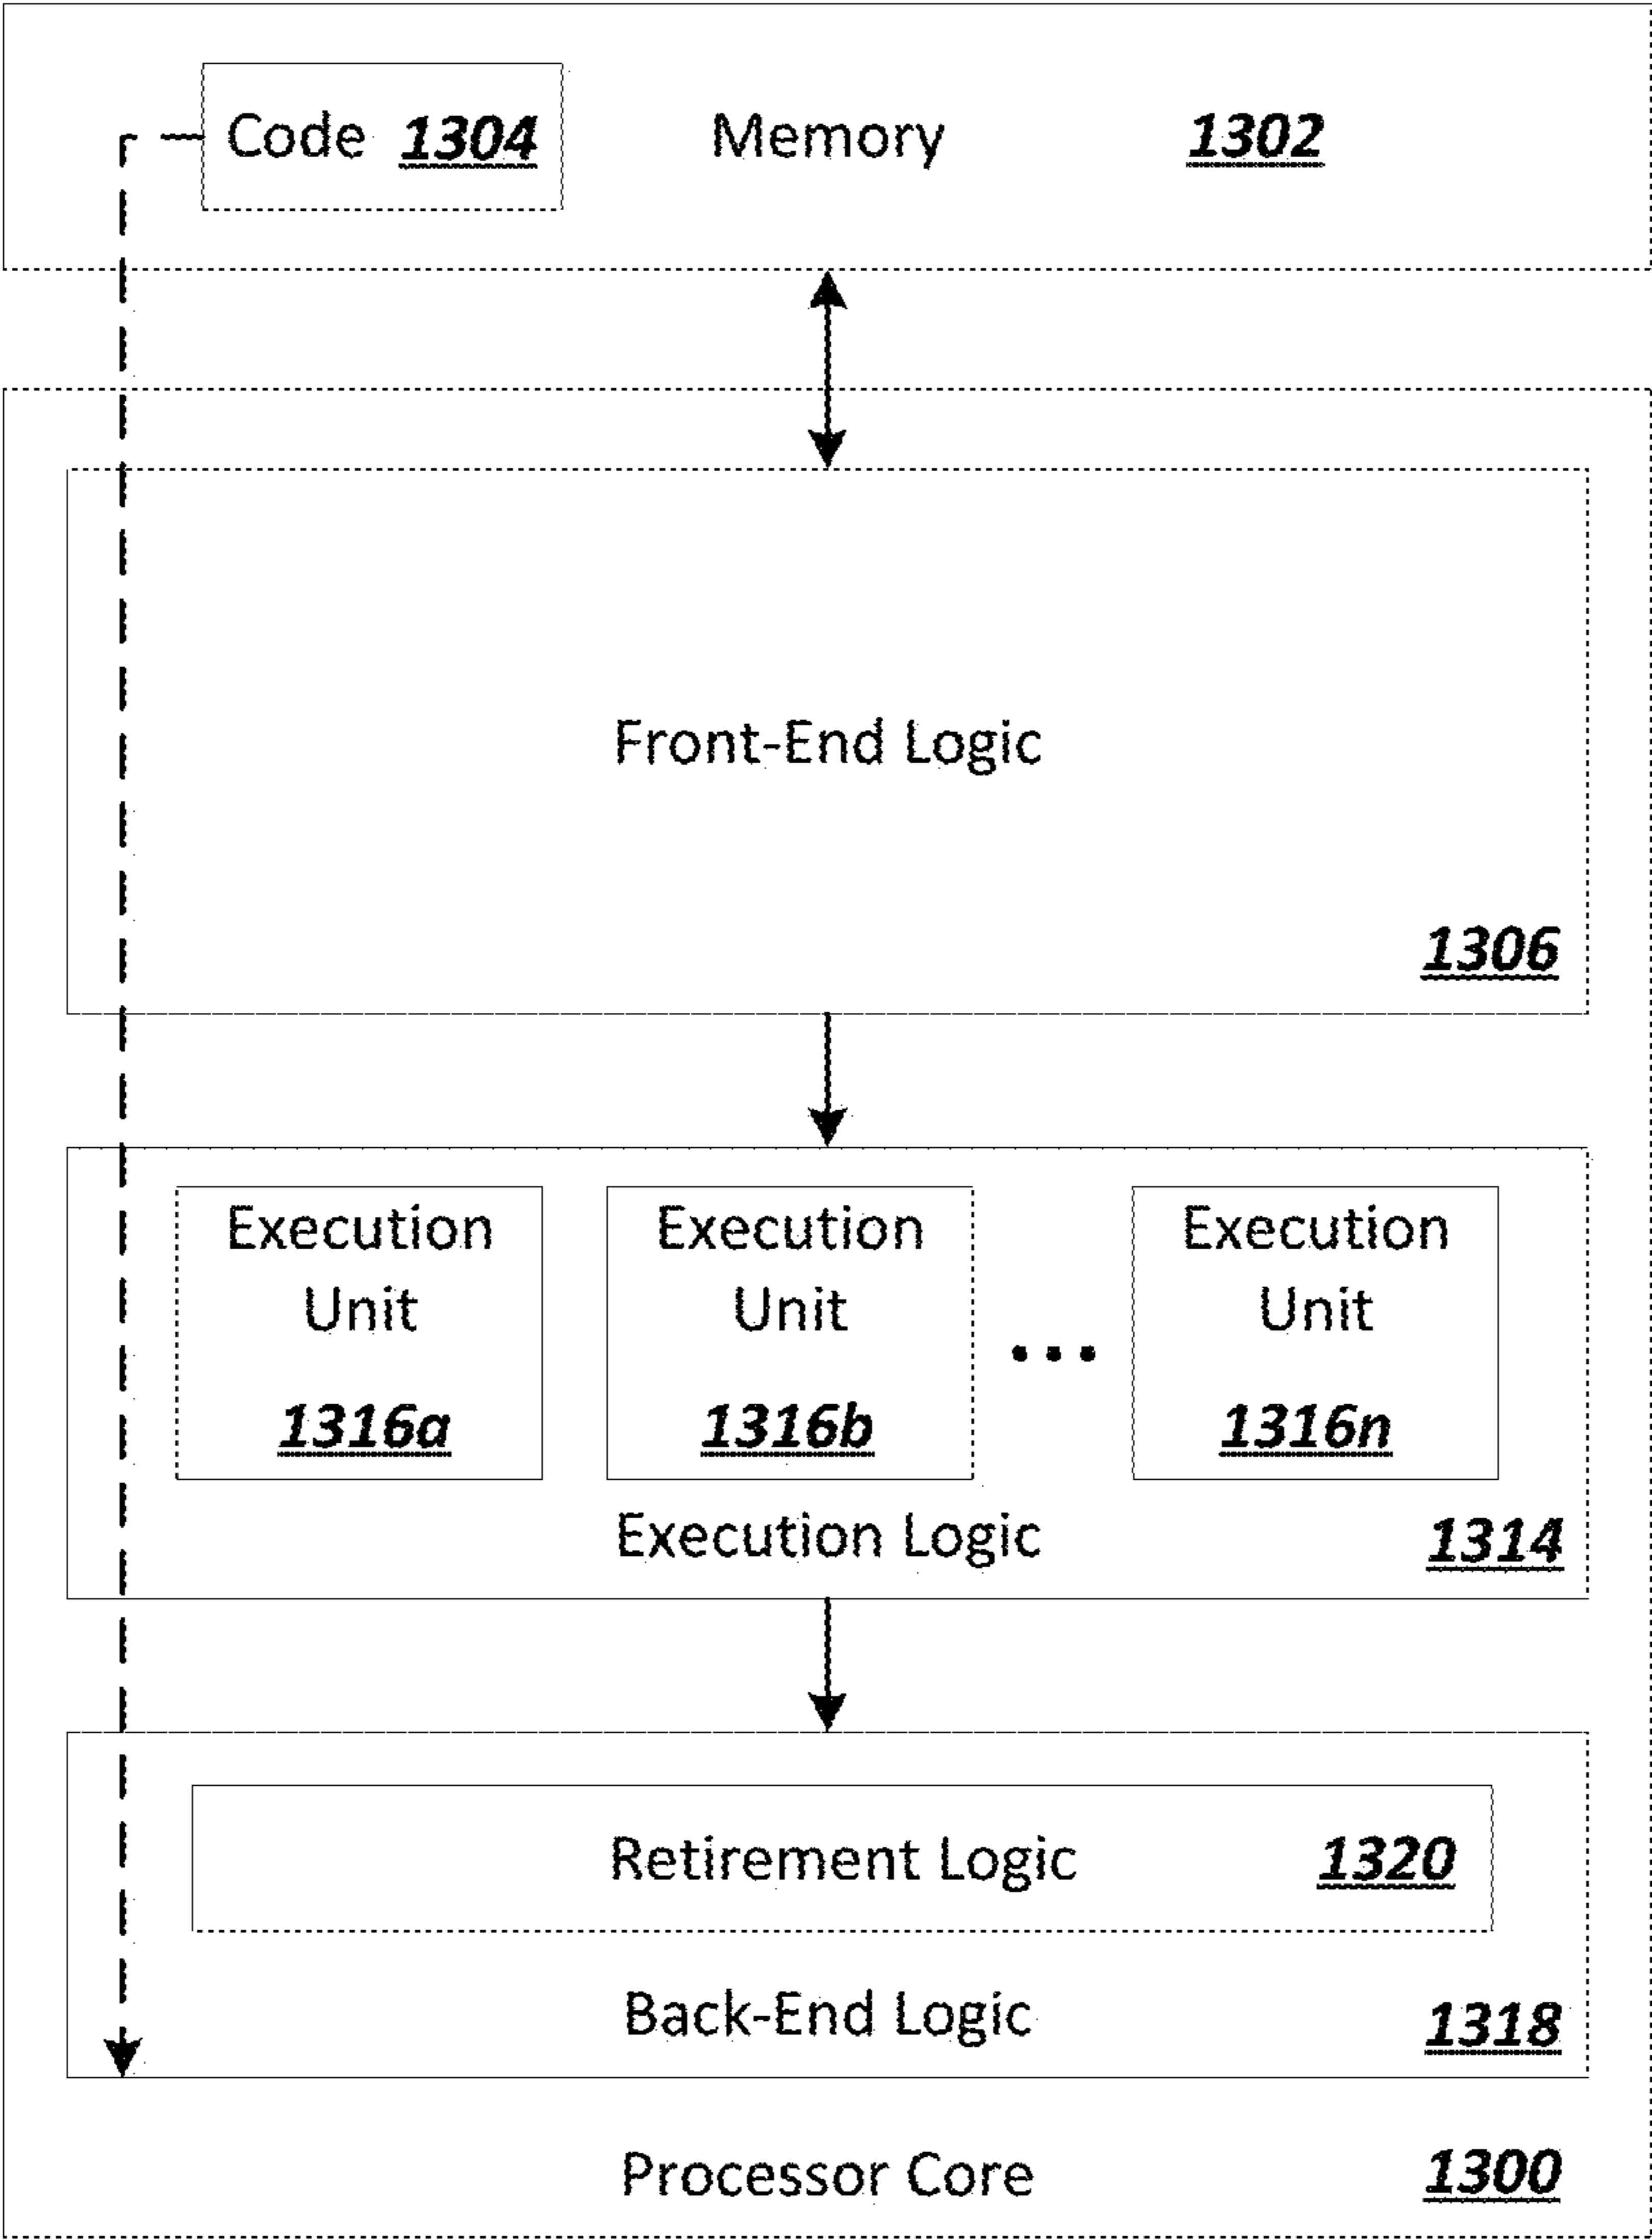 Code 1304 Memory 1302
Front-End Logic
1306
Execution Unit 1316a
Execution Unit 1316b
...
Execution Unit 1316n
Execution Logic 1314
Retirement Logic 1320
Back-End Logic 1318
Processor Core 1300